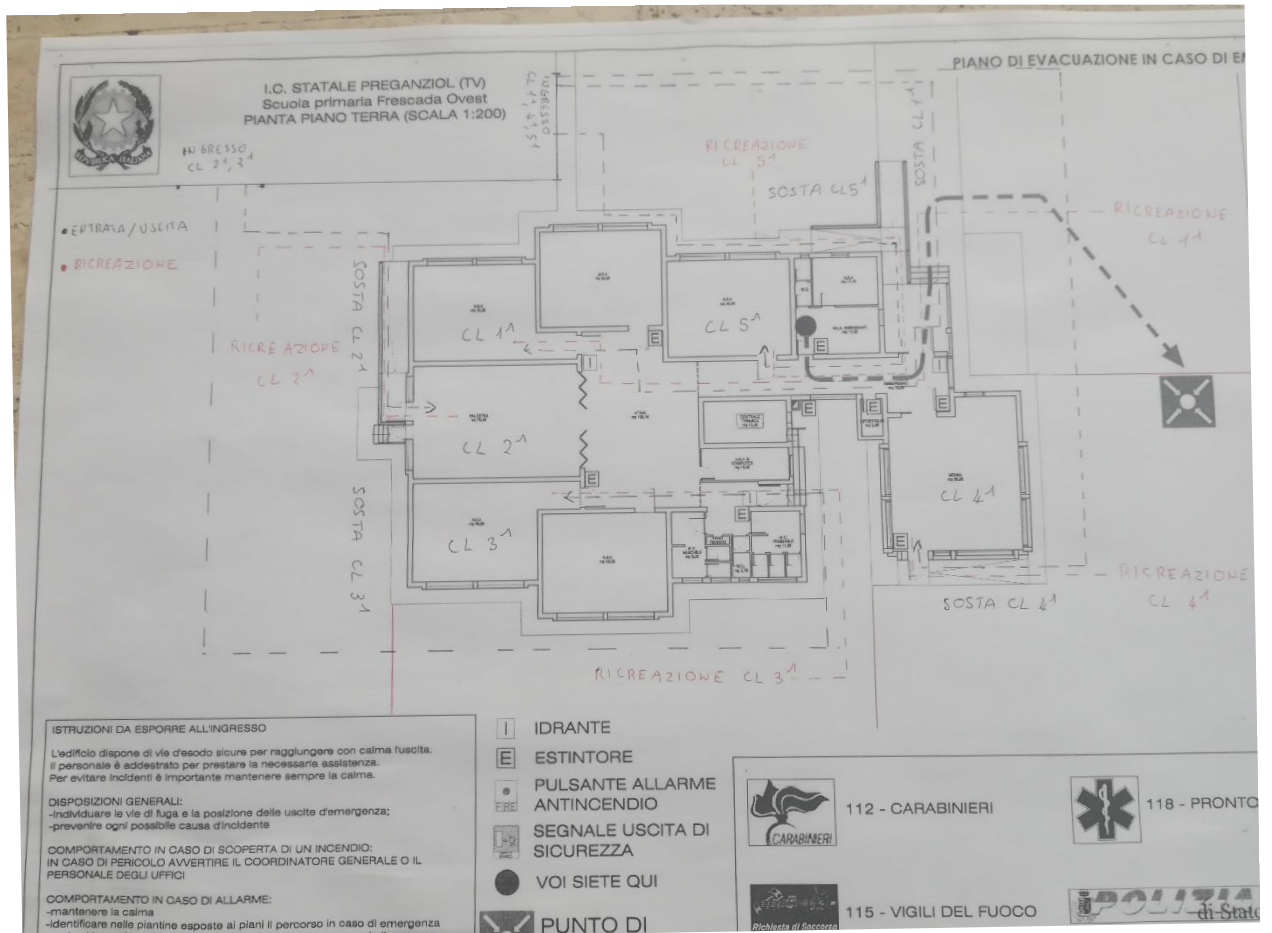 PIANO DI EVACUAZIONE IN CASO DI
I.C. STATALE PREGANZIOL (TV)
Scuola primaria Frescada Ovest
PIANTA PIANO TERRA (SCALA 1:200)
REPUBBLICA ITALIANA
INGRESSO
CL 2^, 3^
INGRESSO
CL 1^, 4^, 5^
ENTRATA/USCITA
RICREAZIONE
RICREAZIONE
CL 5^
SOSTA CL 5^
SOSTA CL 1^
RICREAZIONE
CL 1^
SOSTA CL 2^
RICREAZIONE
CL 2^
CL 1^
CL 5^
CL 2^
CL 3^
CL 4^
SOSTA CL 3^
SOSTA CL 4^
RICREAZIONE
CL 4^
RICREAZIONE CL 3^
E
I
E
E
E
E
E
I
E
E
ISTRUZIONI DA ESPORRE ALL'INGRESSO
L'edificio dispone di vie d'esodo sicure per raggiungere con calma l'uscita.
Il personale è addestrato per prestare la necessaria assistenza.
Per evitare incidenti è importante mantenere sempre la calma.
DISPOSIZIONI GENERALI:
-individuare le vie di fuga e la posizione delle uscite d'emergenza;
-prevenire ogni possibile causa d'incidente
COMPORTAMENTO IN CASO DI SCOPERTA DI UN INCENDIO:
IN CASO DI PERICOLO AVVERTIRE IL COORDINATORE GENERALE O IL
PERSONALE DEGLI UFFICI
COMPORTAMENTO IN CASO DI ALLARME:
-mantenere la calma
-identificare nelle piantine esposte ai piani il percorso in caso di emergenza
I IDRANTE
E ESTINTORE
FIRE PULSANTE ALLARME
ANTINCENDIO
SEGNALE USCITA DI
SICUREZZA
VOI SIETE QUI
PUNTO DI
CARABINIERI
112 - CARABINIERI
118 - PRONTO
Richiesta di Soccorso
115 - VIGILI DEL FUOCO
POLIZIA
di Stato